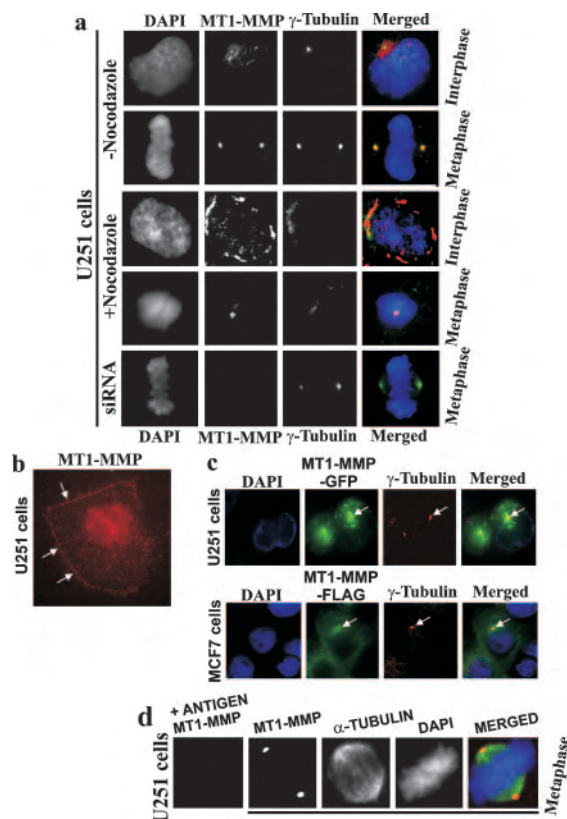 a
DAPI MT1-MMP γ-Tubulin Merged
U251 cells
-Nocodazole
Interphase
Metaphase
+Nocodazole
Interphase
Metaphase
siRNA
Metaphase
DAPI MT1-MMP γ-Tubulin Merged
b
MT1-MMP
U251 cells
c
MT1-MMP
DAPI -GFP γ-Tubulin Merged
U251 cells
MT1-MMP
DAPI -FLAG γ-Tubulin Merged
MCF7 cells
d
+ ANTIGEN
MT1-MMP MT1-MMP α-TUBULIN DAPI MERGED
U251 cells
Metaphase